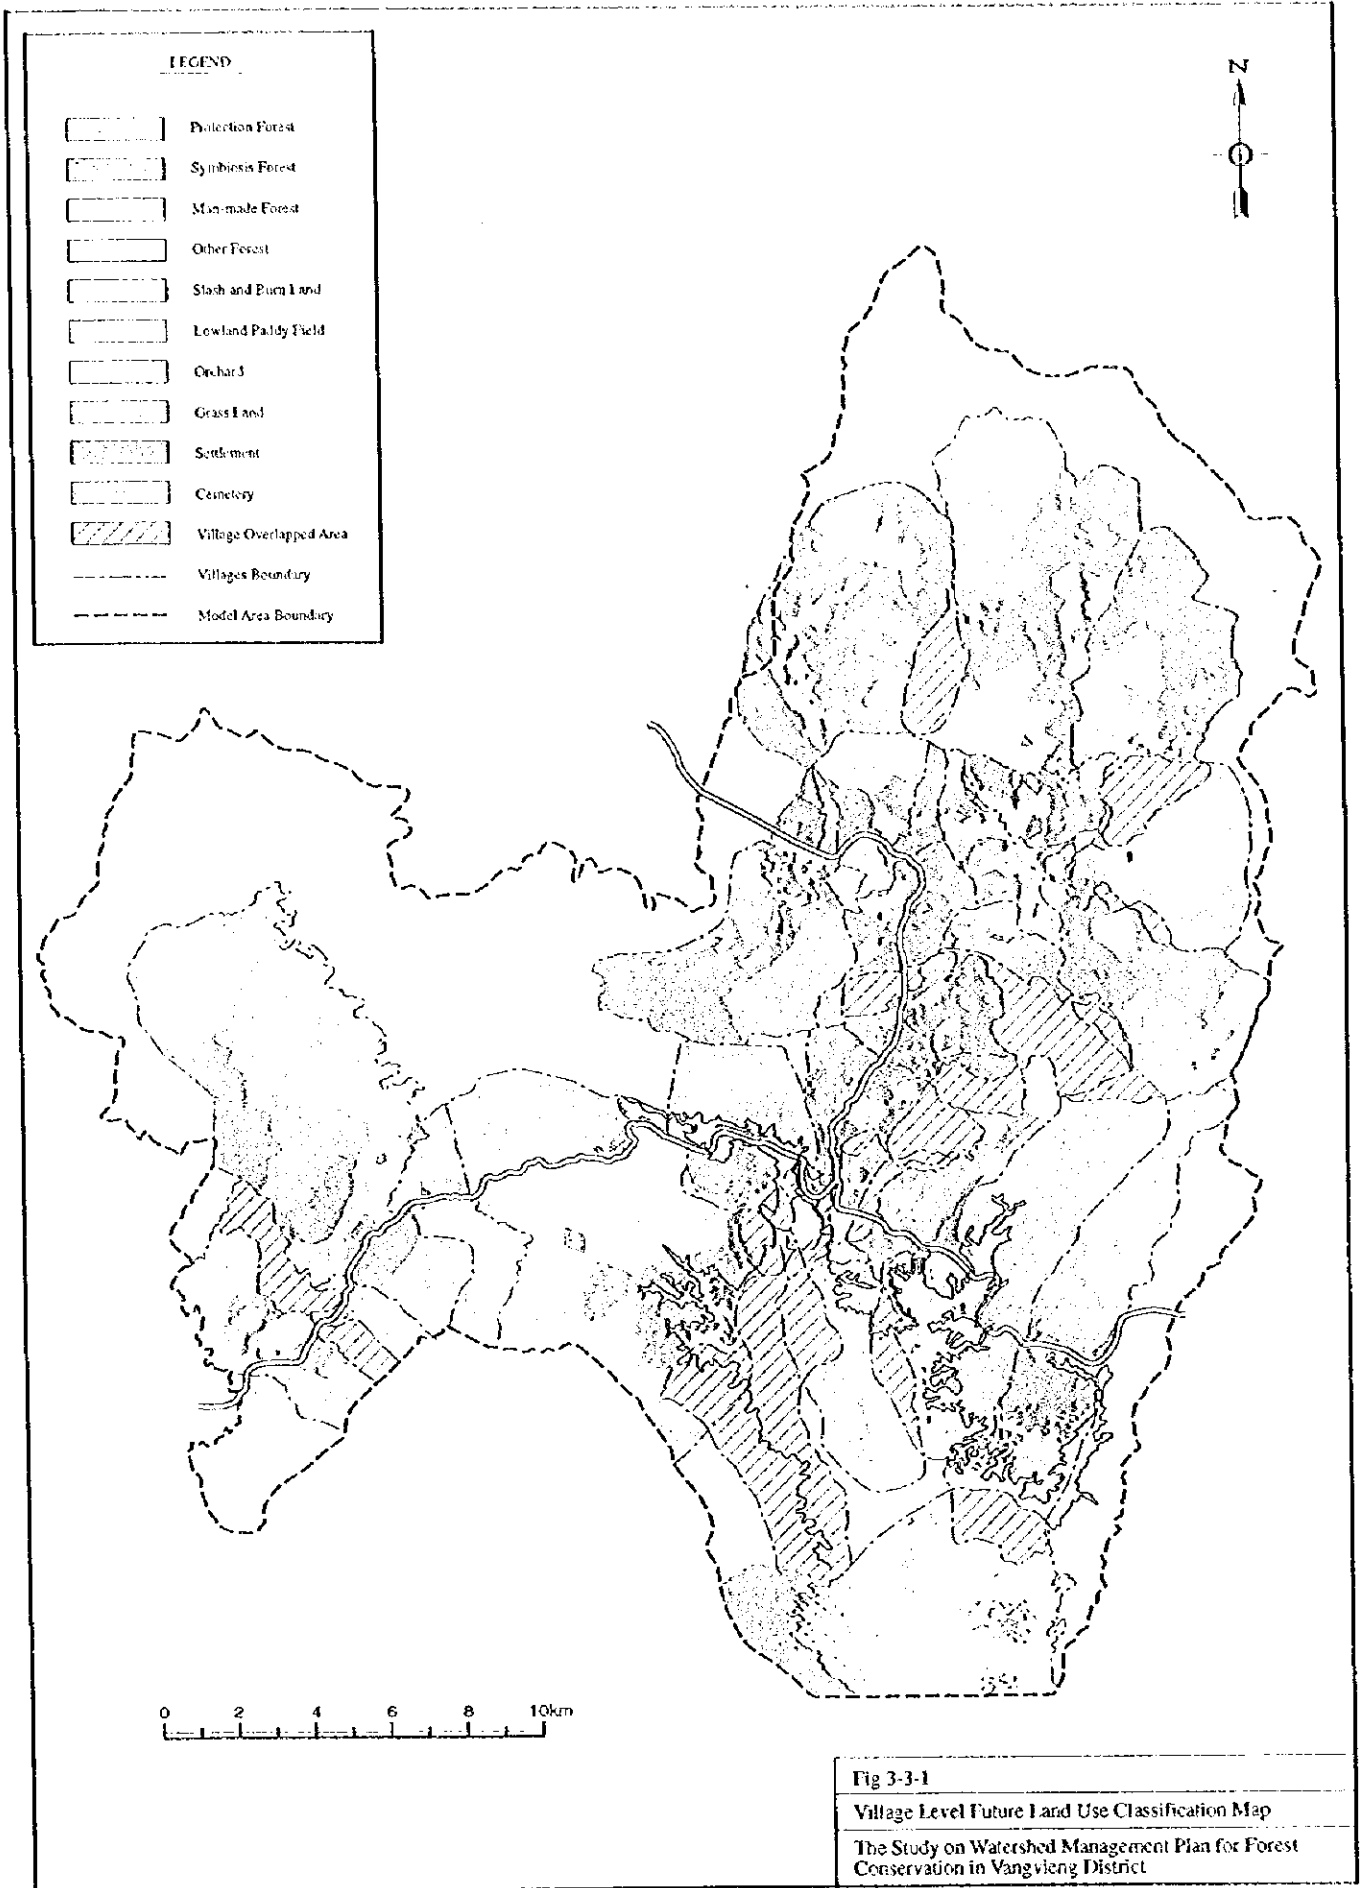 LEGEND
Protection Forest
Symbiosis Forest
Man-made Forest
Other Forest
Slash and Burn Land
Lowland Paddy Field
Orchard
Grass Land
Settlement
Cemetery
Village Overlapped Area
Villages Boundary
Model Area Boundary
N
0 2 4 6 8 10km
Fig 3-3-1
Village Level Future Land Use Classification Map
The Study on Watershed Management Plan for Forest
Conservation in Vangvieng District